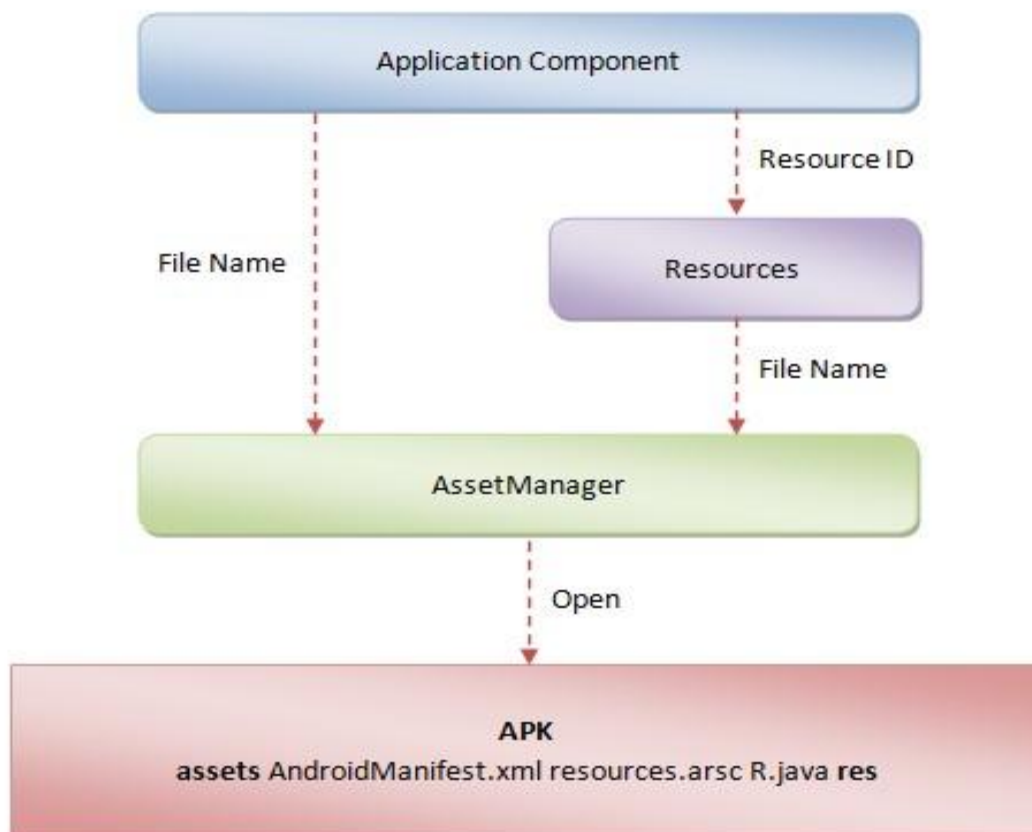 Application Component
Resource ID
File Name
Resources
File Name
AssetManager
Open
APK
assets AndroidManifest.xml resources.arsc R.java res